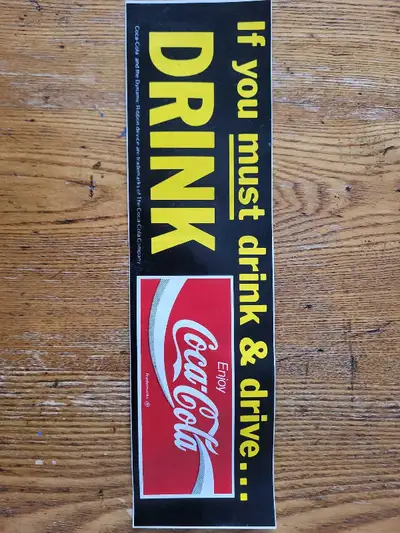 If you must drink & drive...
DRINK
Enjoy
Coca-Cola
Trademarks ®
Coca-Cola and the Dynamic Ribbon device are trademarks of The Coca-Cola Company